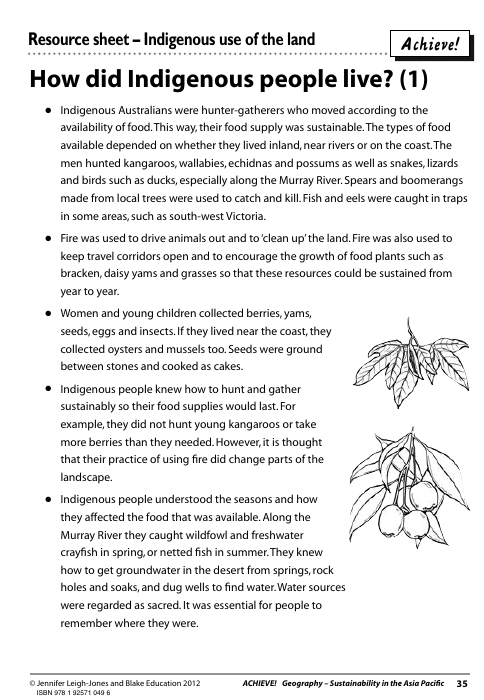 Resource sheet – Indigenous use of the land
Achieve!
How did Indigenous people live? (1)
• Indigenous Australians were hunter-gatherers who moved according to the
availability of food. This way, their food supply was sustainable. The types of food
available depended on whether they lived inland, near rivers or on the coast. The
men hunted kangaroos, wallabies, echidnas and possums as well as snakes, lizards
and birds such as ducks, especially along the Murray River. Spears and boomerangs
made from local trees were used to catch and kill. Fish and eels were caught in traps
in some areas, such as south-west Victoria.
• Fire was used to drive animals out and to ‘clean up’ the land. Fire was also used to
keep travel corridors open and to encourage the growth of food plants such as
bracken, daisy yams and grasses so that these resources could be sustained from
year to year.
• Women and young children collected berries, yams,
seeds, eggs and insects. If they lived near the coast, they
collected oysters and mussels too. Seeds were ground
between stones and cooked as cakes.
• Indigenous people knew how to hunt and gather
sustainably so their food supplies would last. For
example, they did not hunt young kangaroos or take
more berries than they needed. However, it is thought
that their practice of using fire did change parts of the
landscape.
• Indigenous people understood the seasons and how
they affected the food that was available. Along the
Murray River they caught wildfowl and freshwater
crayfish in spring, or netted fish in summer. They knew
how to get groundwater in the desert from springs, rock
holes and soaks, and dug wells to find water. Water sources
were regarded as sacred. It was essential for people to
remember where they were.
© Jennifer Leigh-Jones and Blake Education 2012
ISBN 978 1 92571 049 6
ACHIEVE! Geography – Sustainability in the Asia Pacific 35